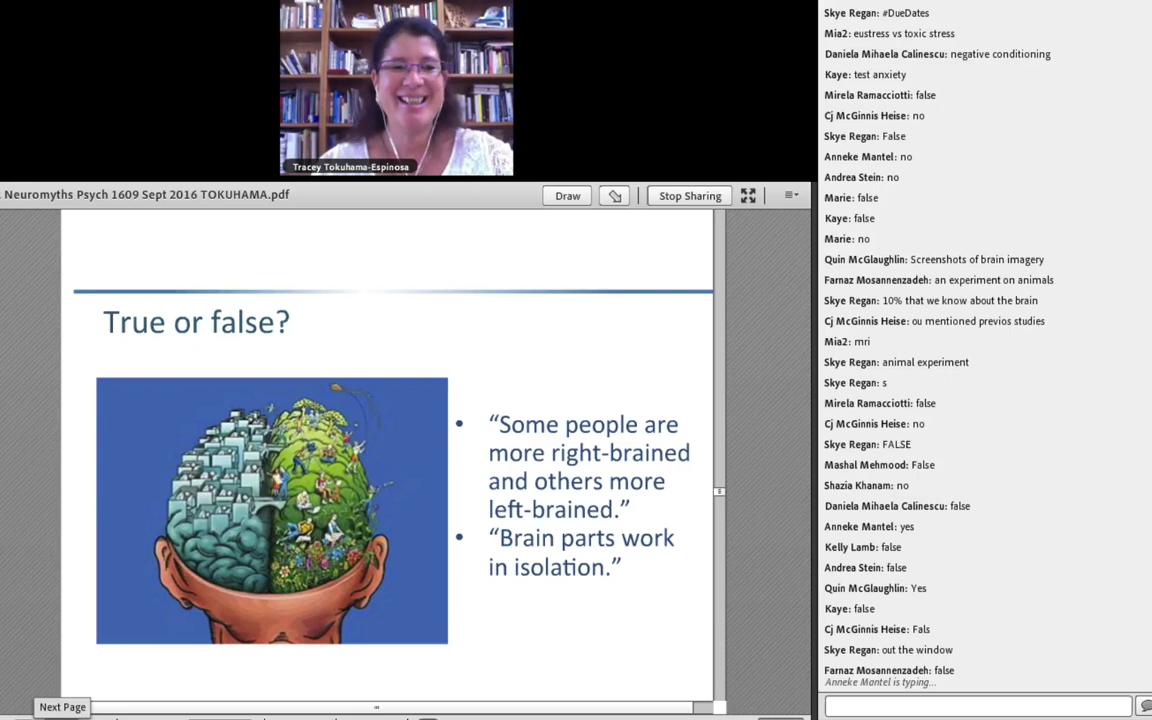 Tracey Tokuhama-Espinosa
Neuromyths Psych 1609 Sept 2016 TOKUHAMA.pdf
Draw
Stop Sharing
True or false?
• “Some people are
more right-brained
and others more
left-brained.”
• “Brain parts work
in isolation.”
Next Page
Skye Regan: #DueDates
Mia2: eustress vs toxic stress
Daniela Mihaela Calinescu: negative conditioning
Kaye: test anxiety
Mirela Ramacciotti: false
Cj McGinnis Heise: no
Skye Regan: False
Anneke Mantel: no
Andrea Stein: no
Marie: false
Kaye: false
Marie: no
Quin McGlaughlin: Screenshots of brain imagery
Farnaz Mosannenzadeh: an experiment on animals
Skye Regan: 10% that we know about the brain
Cj McGinnis Heise: ou mentioned previos studies
Mia2: mri
Skye Regan: animal experiment
Skye Regan: s
Mirela Ramacciotti: false
Cj McGinnis Heise: no
Skye Regan: FALSE
Mashal Mehmood: False
Shazia Khanam: no
Daniela Mihaela Calinescu: false
Anneke Mantel: yes
Kelly Lamb: false
Andrea Stein: false
Quin McGlaughlin: Yes
Kaye: false
Cj McGinnis Heise: Fals
Skye Regan: out the window
Farnaz Mosannenzadeh: false
Anneke Mantel is typing...